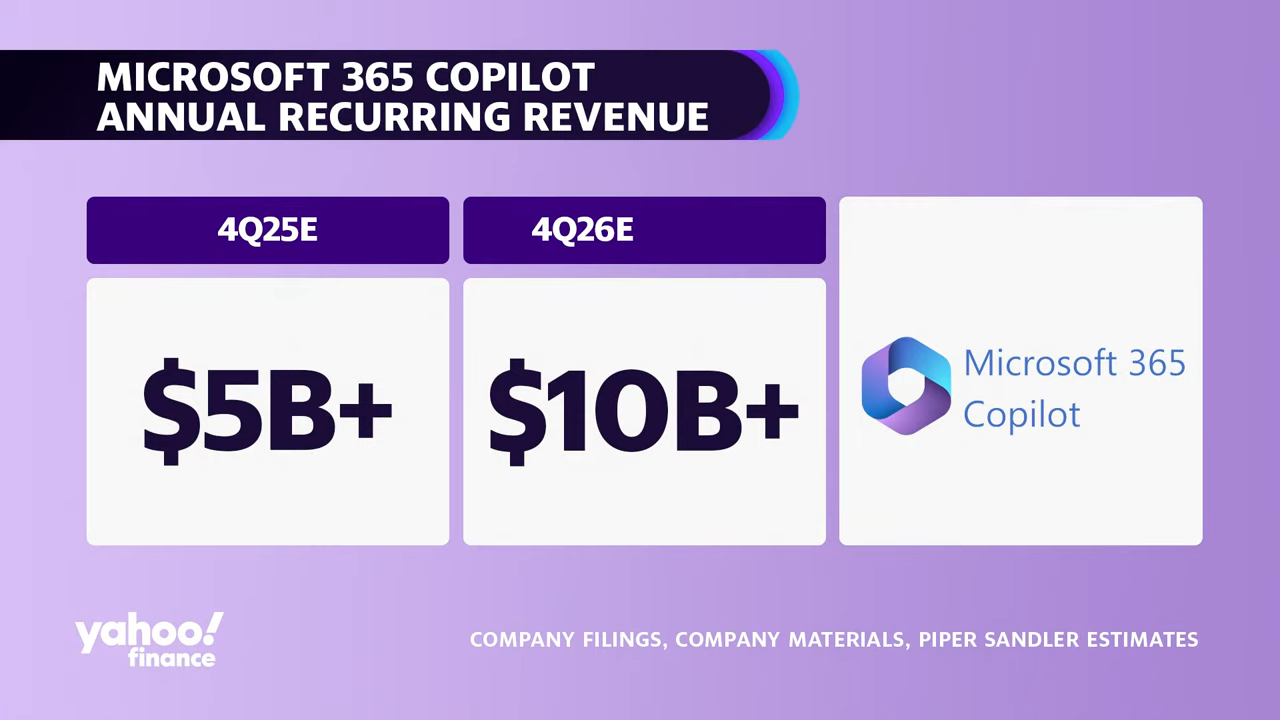 MICROSOFT 365 COPILOT
ANNUAL RECURRING REVENUE
4Q25E
4Q26E
$5B+
$10B+
Microsoft 365
Copilot
yahoo!
finance
COMPANY FILINGS, COMPANY MATERIALS, PIPER SANDLER ESTIMATES